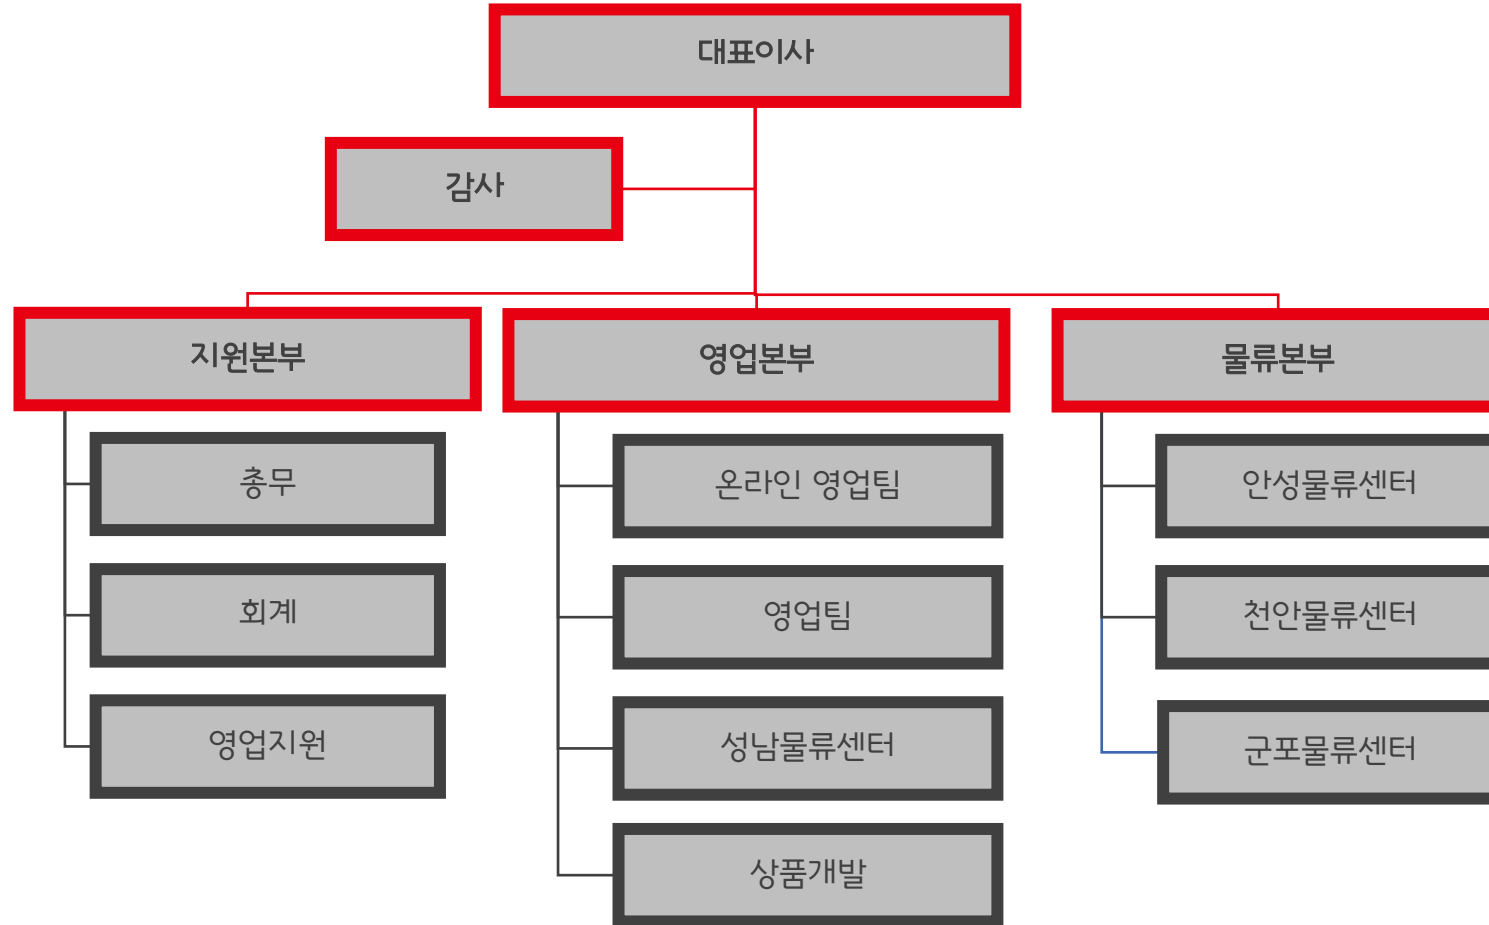 대표이사
감사
지원본부
영업본부
물류본부
총무
온라인 영업팀
안성물류센터
회계
영업팀
천안물류센터
영업지원
성남물류센터
군포물류센터
상품개발